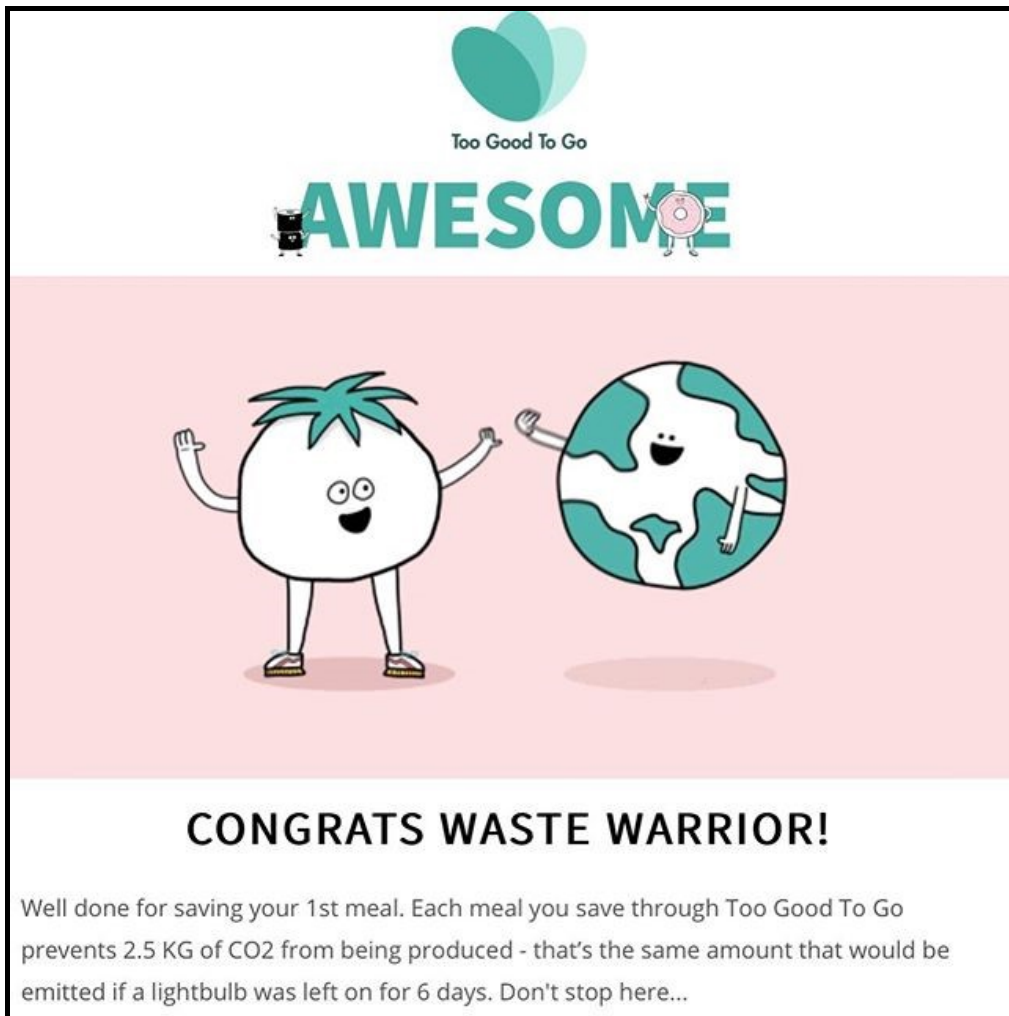 Too Good To Go
AWESOME
CONGRATS WASTE WARRIOR!
Well done for saving your 1st meal. Each meal you save through Too Good To Go
prevents 2.5 KG of CO2 from being produced - that’s the same amount that would be
emitted if a lightbulb was left on for 6 days. Don't stop here...